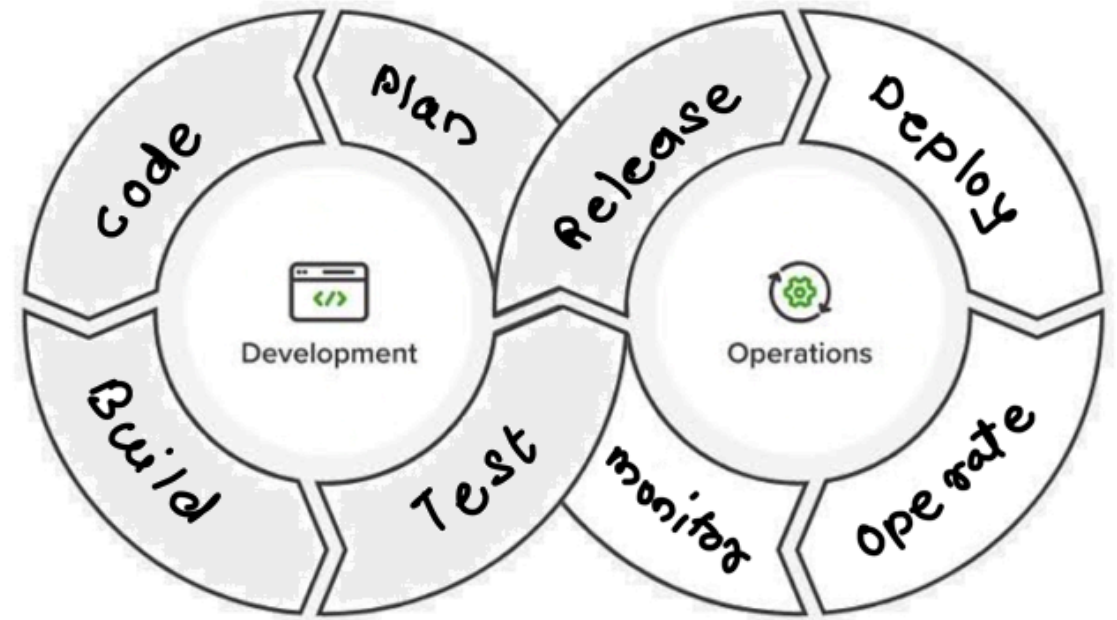 Plan
Code
Build
Test
Release
Deploy
Operate
monitor
</>
Development
Operations